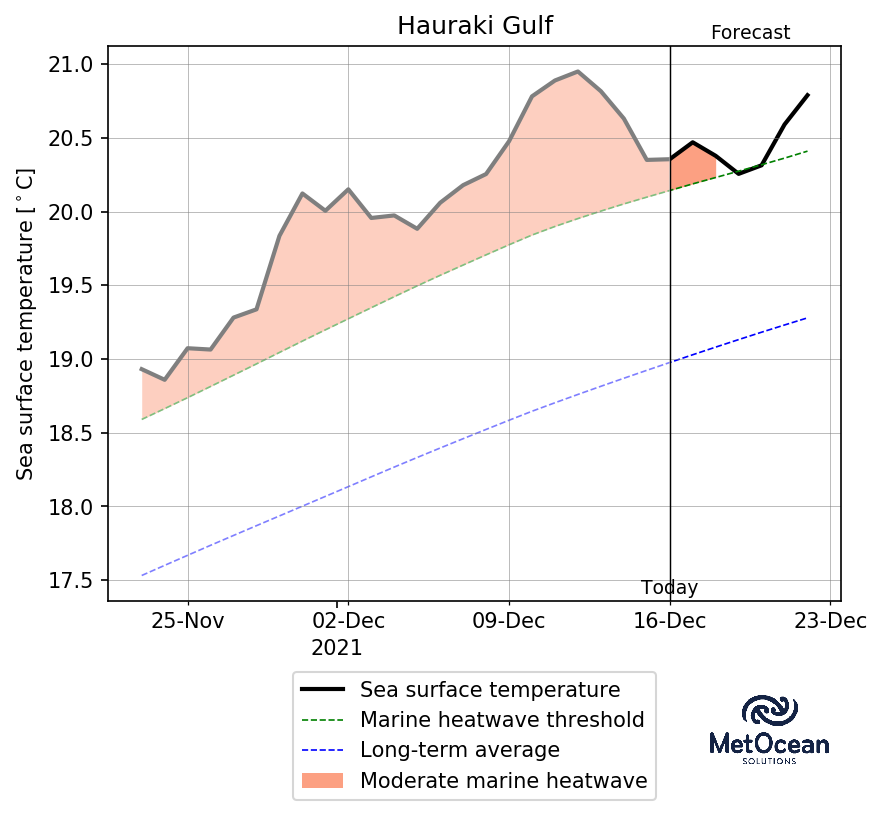 Hauraki Gulf
Forecast
Sea surface temperature [°C]
21.0
20.5
20.0
19.5
19.0
18.5
18.0
17.5
Today
25-Nov 02-Dec 09-Dec 16-Dec 23-Dec
2021
Sea surface temperature
Marine heatwave threshold
Long-term average
Moderate marine heatwave
MetOcean
SOLUTIONS